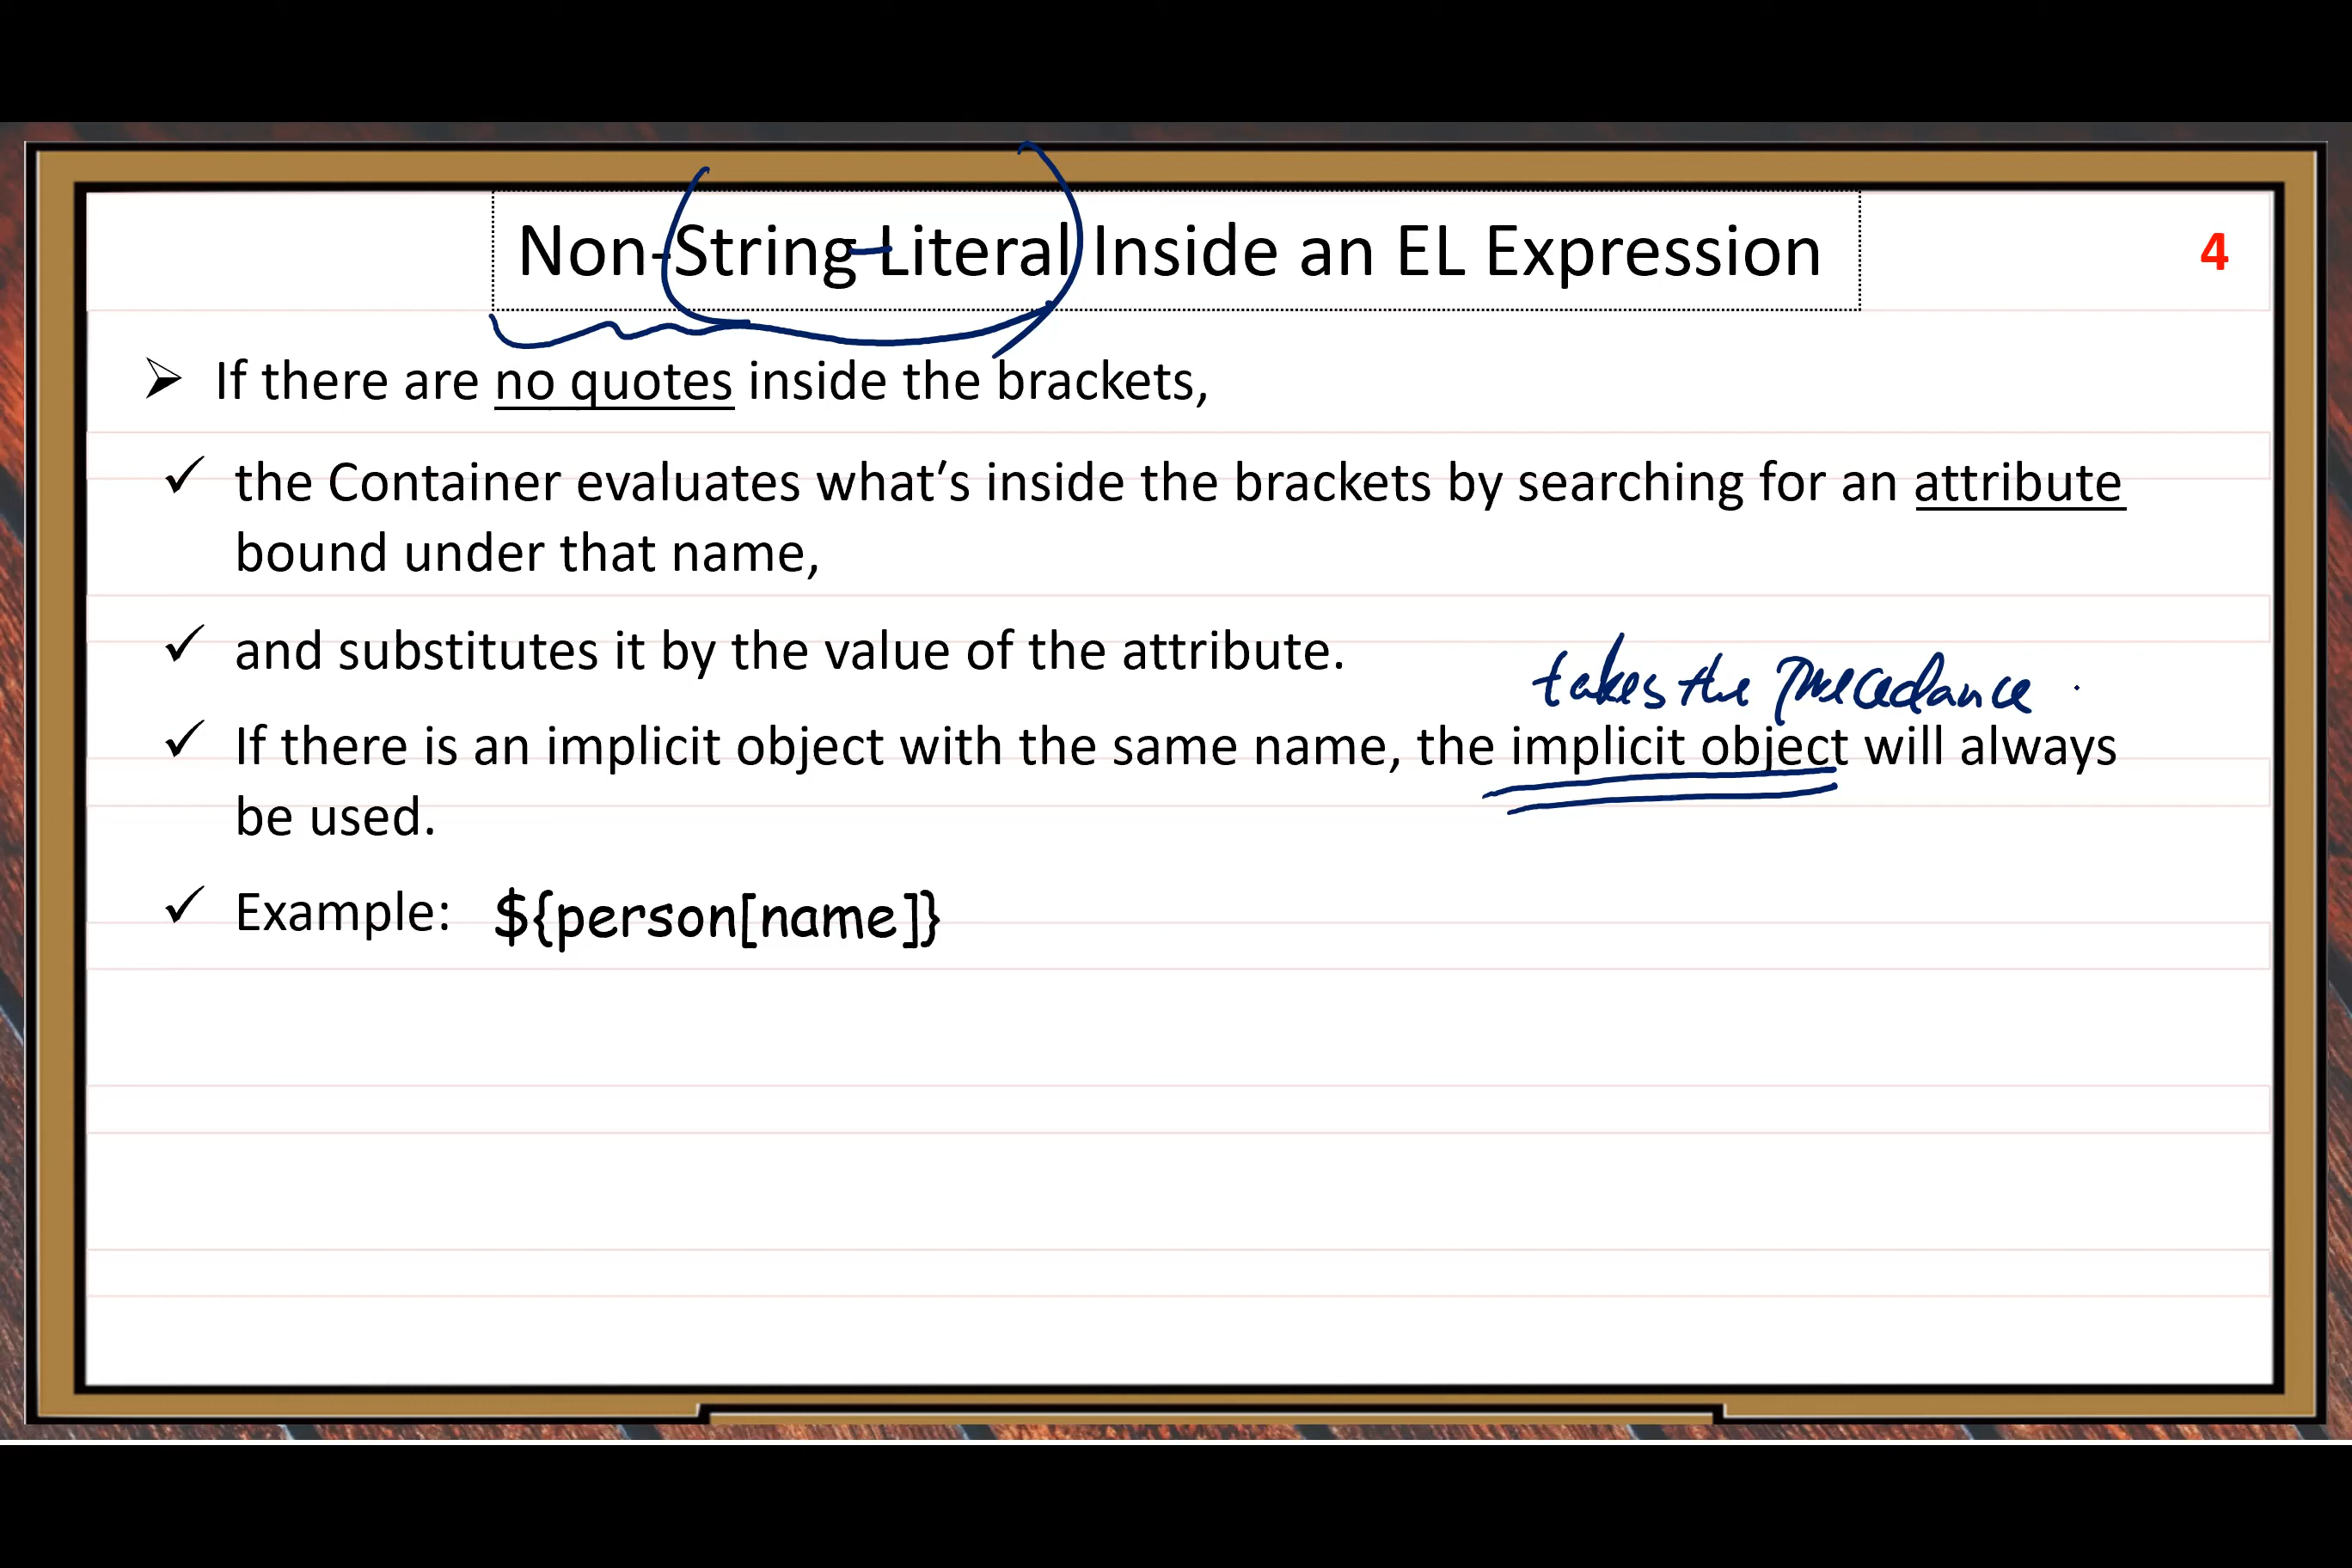 Non-String-Literal Inside an EL Expression
4
➢ If there are no quotes inside the brackets,
✓ the Container evaluates what's inside the brackets by searching for an attribute
bound under that name,
✓ and substitutes it by the value of the attribute.
takes the precedance .
✓ If there is an implicit object with the same name, the implicit object will always
be used.
✓ Example: ${person[name]}